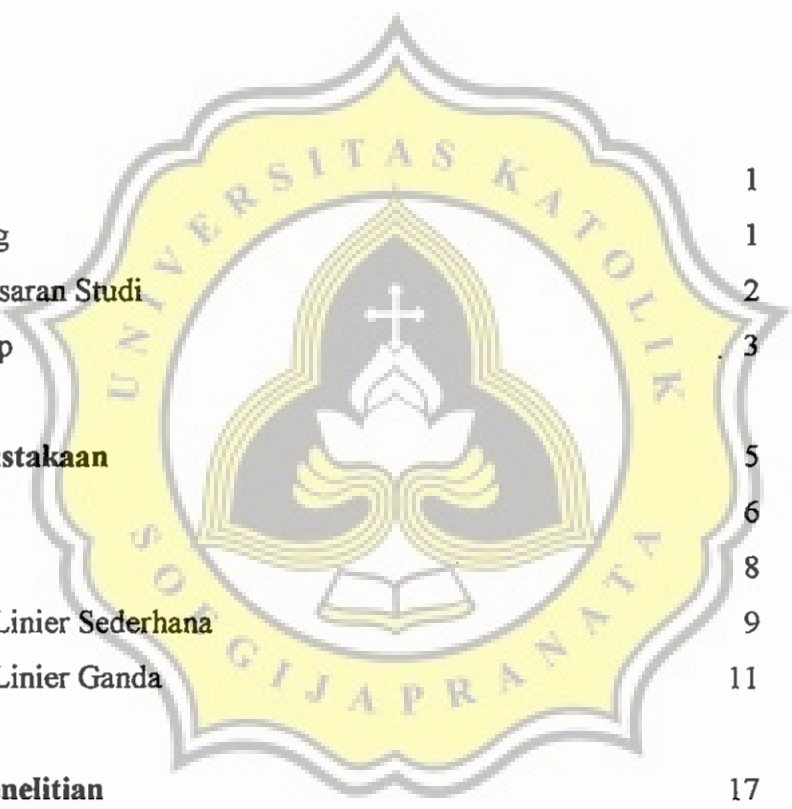 1
g 1
saran Studi 2
p 3
stakaan 5
6
8
Linier Sederhana 9
Linier Ganda 11
nelitian 17
UNIVERSITAS KATOLIK
SOEGIJAPRANATA